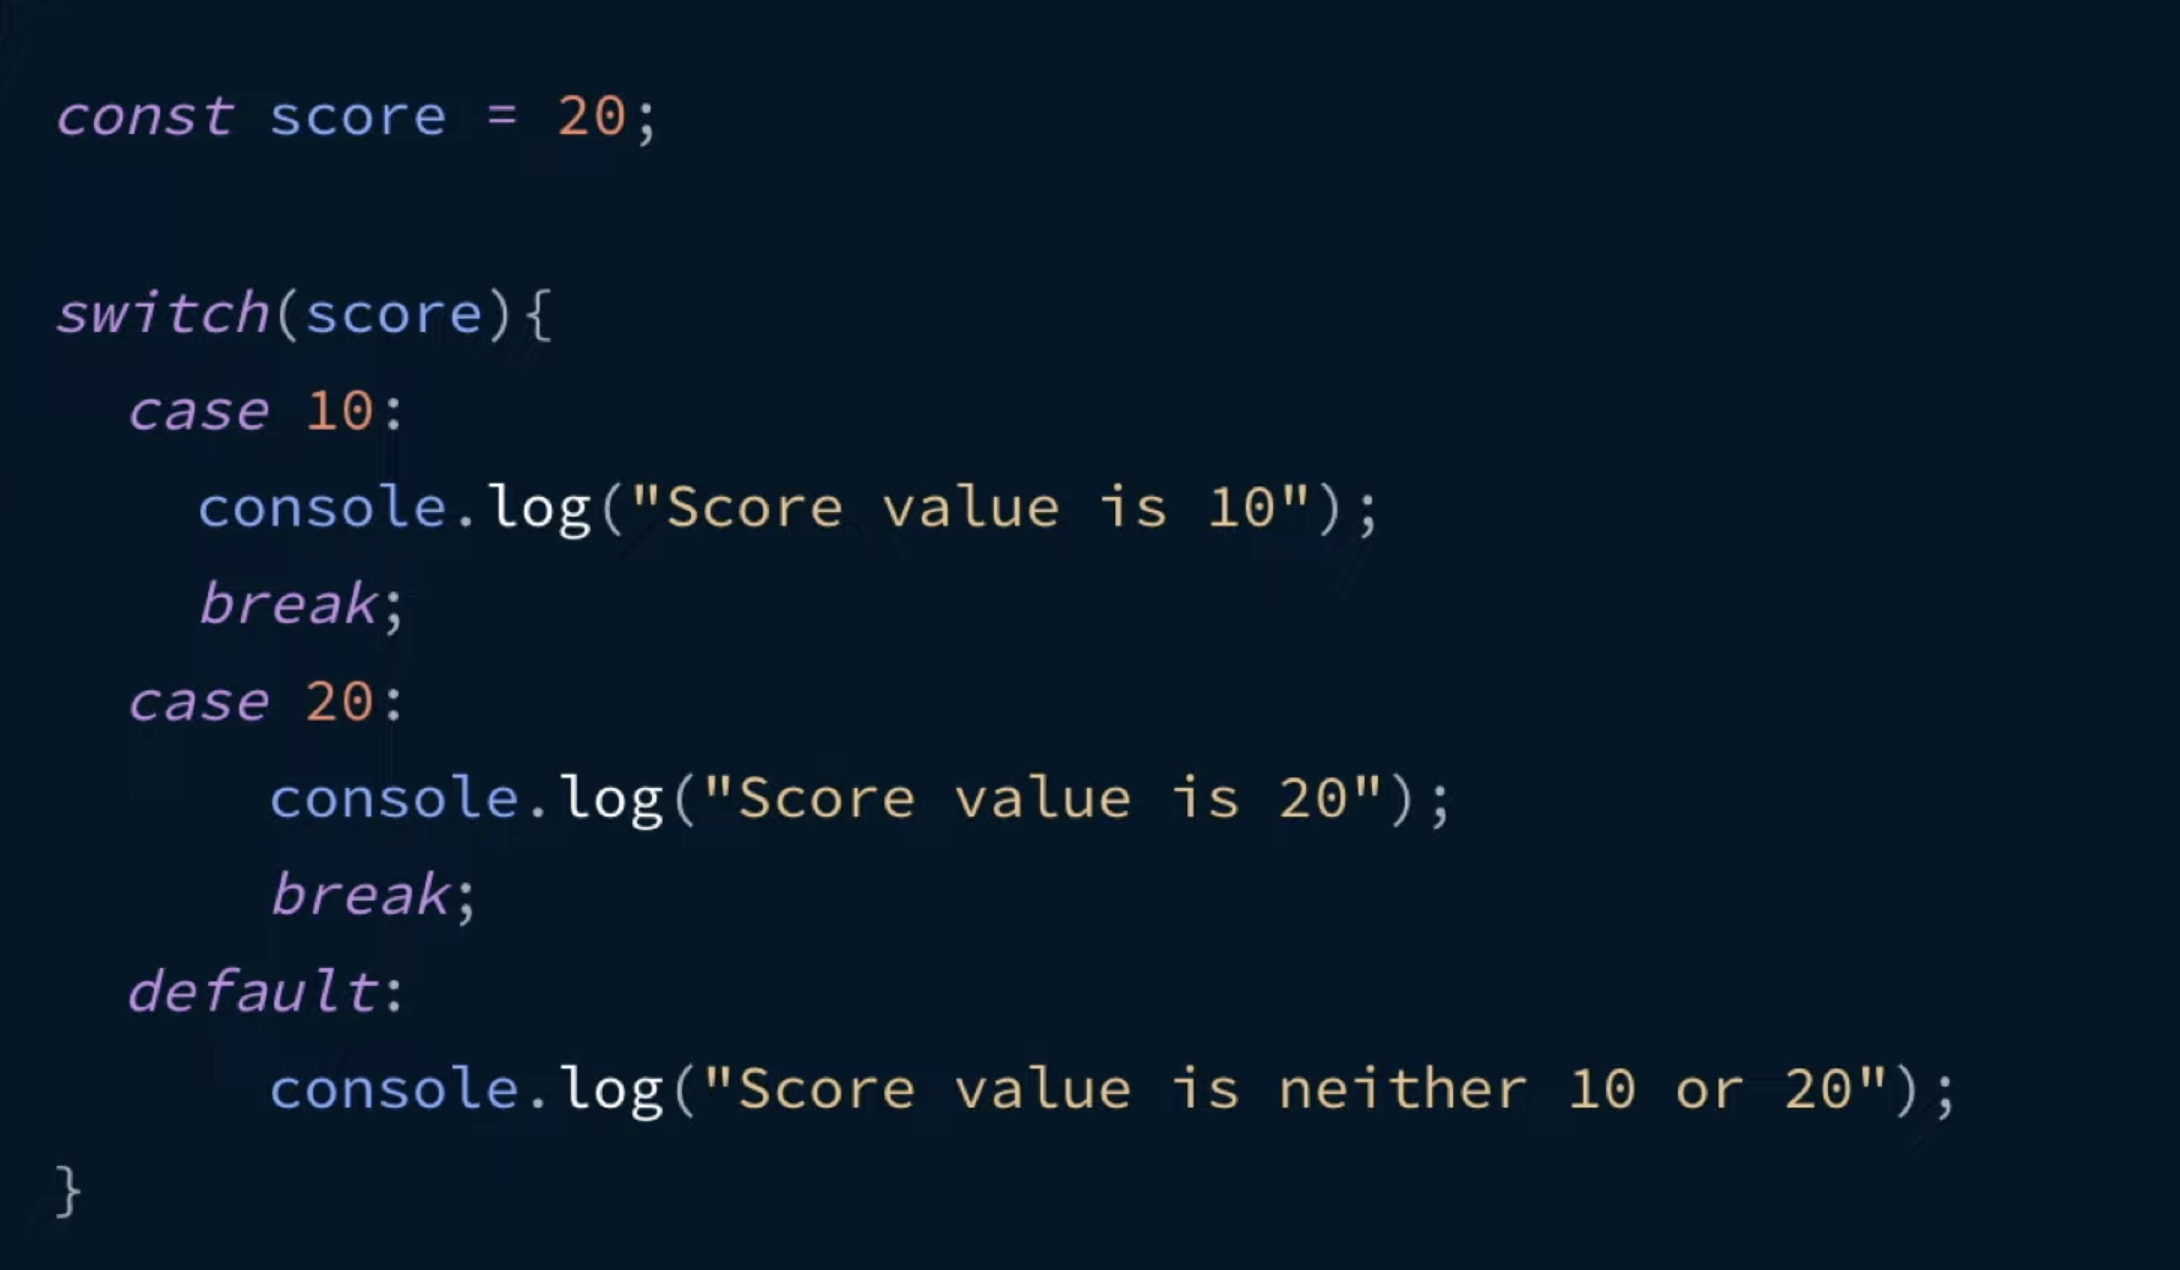 const score = 20;
switch(score){
case 10:
console.log("Score value is 10");
break;
case 20:
console.log("Score value is 20");
break;
default:
console.log("Score value is neither 10 or 20");
}